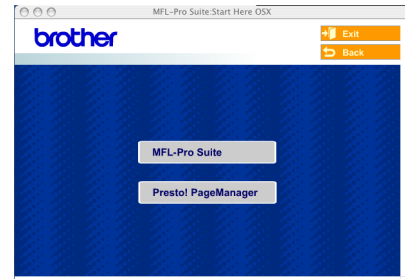 MFL-Pro Suite:Start Here OSX
brother
Exit
Back
MFL-Pro Suite
Presto! PageManager